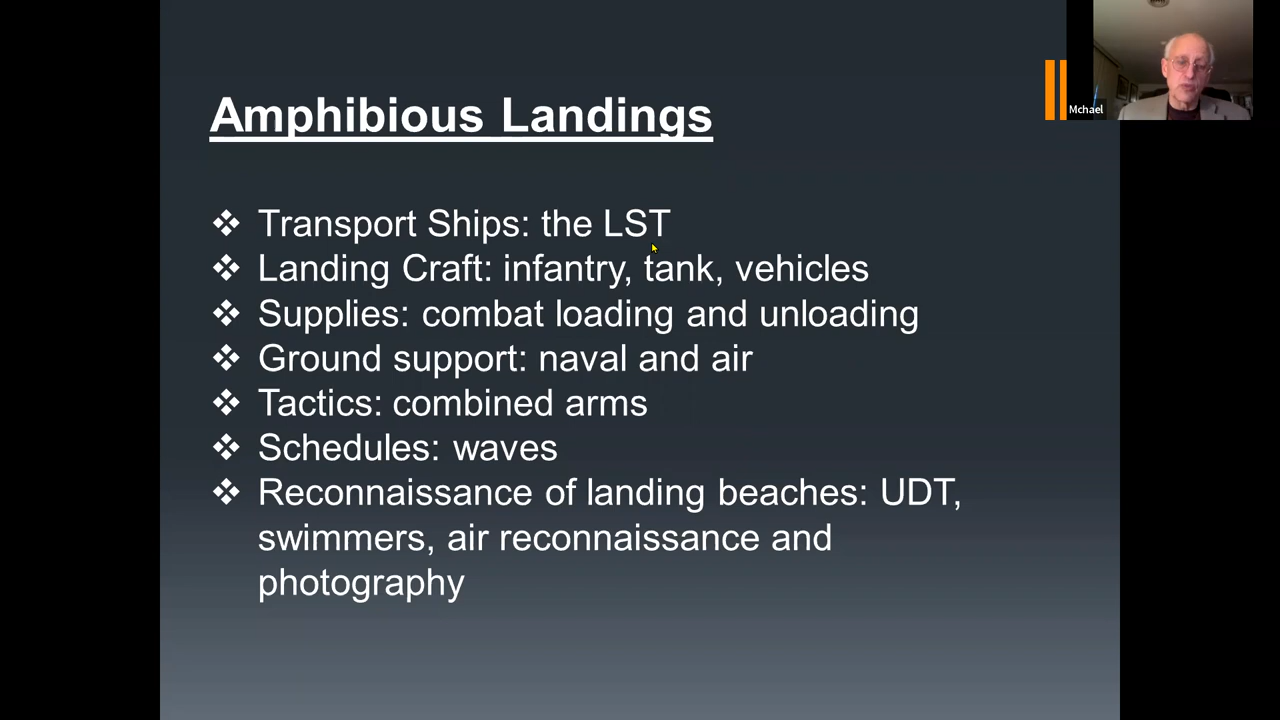 Amphibious Landings
Mchael
❖ Transport Ships: the LST
❖ Landing Craft: infantry, tank, vehicles
❖ Supplies: combat loading and unloading
❖ Ground support: naval and air
❖ Tactics: combined arms
❖ Schedules: waves
❖ Reconnaissance of landing beaches: UDT,
swimmers, air reconnaissance and
photography